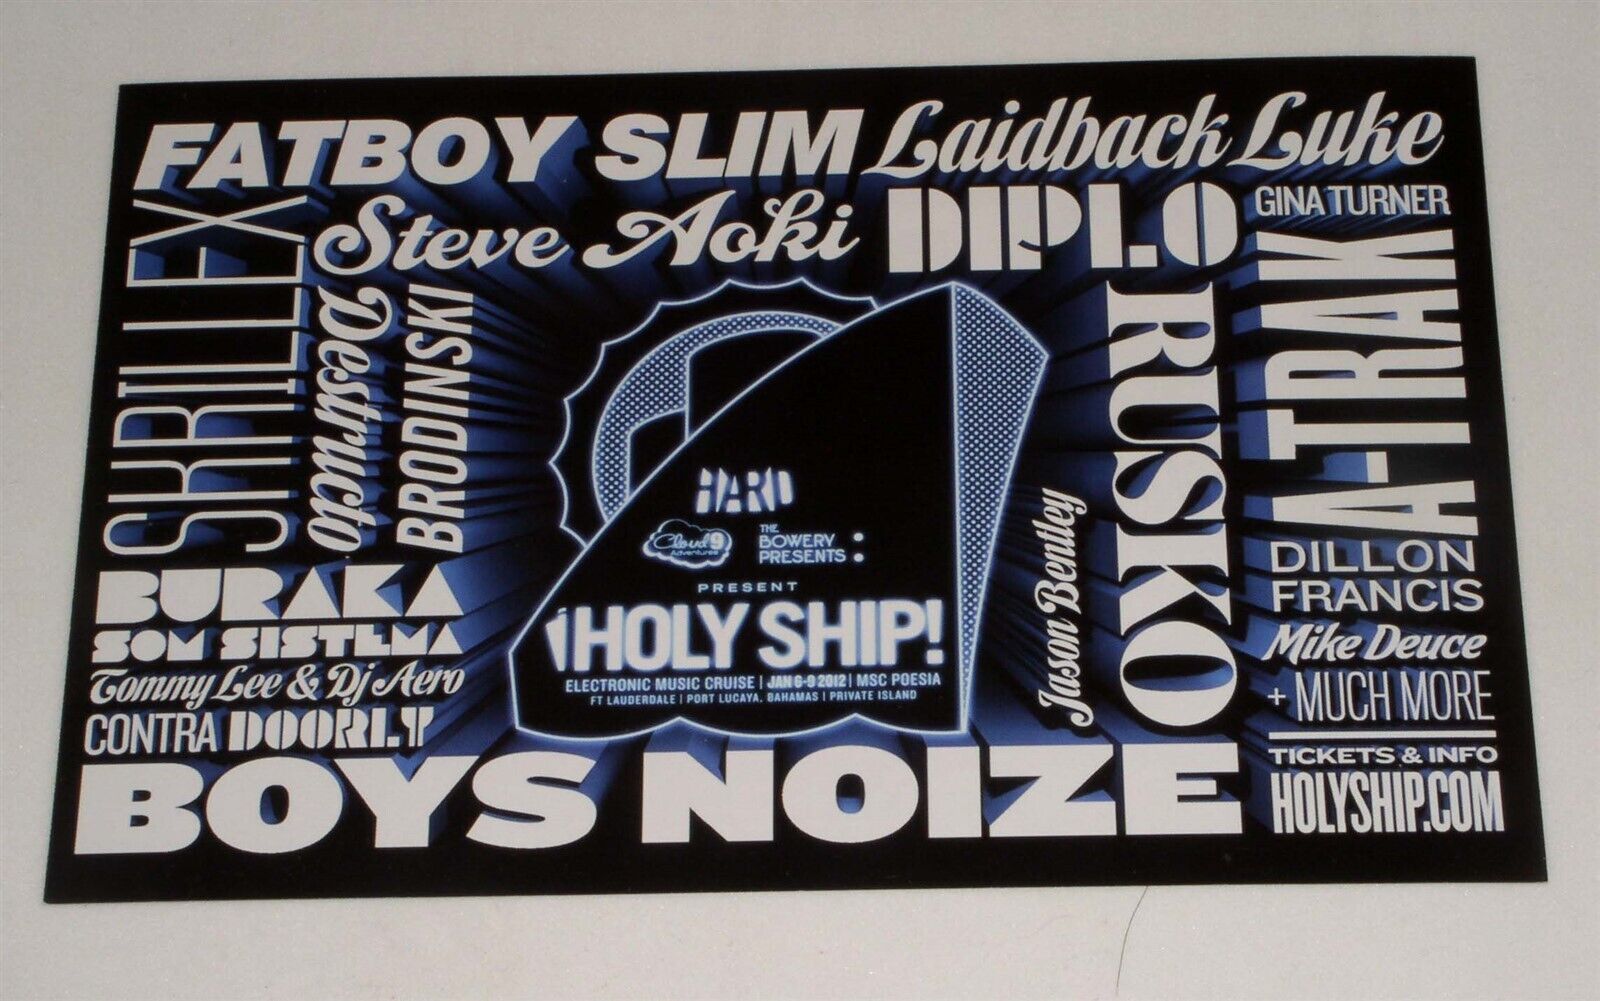 FATBOY SLIM
Laidback Luke
SKRILLEX
Steve Aoki
DIPLO
GINA TURNER
Destructo
BRODINSKI
RUSKO
A-TRAK
HARD
Cloud 9
Adventures
THE
BOWERY
PRESENTS:
PRESENT
¡HOLY SHIP!
ELECTRONIC MUSIC CRUISE | JAN 6-9 2012 | MSC POESIA
FT LAUDERDALE | PORT LUCAYA, BAHAMAS | PRIVATE ISLAND
Jason Bentley
DILLON
FRANCIS
Mike Deuce
+ MUCH MORE
BURAKA
SOM SISTEMA
Tommy Lee & Dj Aero
CONTRA DOORLY
BOYS NOIZE
TICKETS & INFO
HOLYSHIP.COM